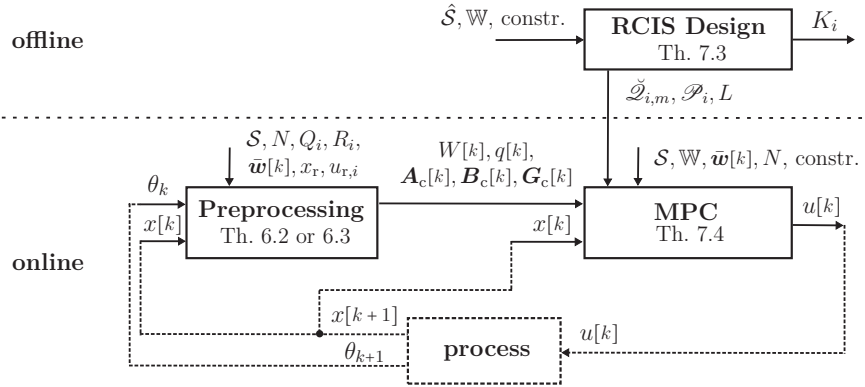 offline
Ŝ, 𝕎, constr.
RCIS Design
Th. 7.3
K_i
𝒬̆_{i,m}, 𝒫_i, L
𝒮, N, Q_i, R_i,
w̄[k], x_r, u_{r,i}
θ_k
x[k]
Preprocessing
Th. 6.2 or 6.3
W[k], q[k],
A_c[k], B_c[k], G_c[k]
x[k]
𝒮, 𝕎, w̄[k], N, constr.
MPC
Th. 7.4
u[k]
online
x[k+1]
θ_{k+1}
process
u[k]